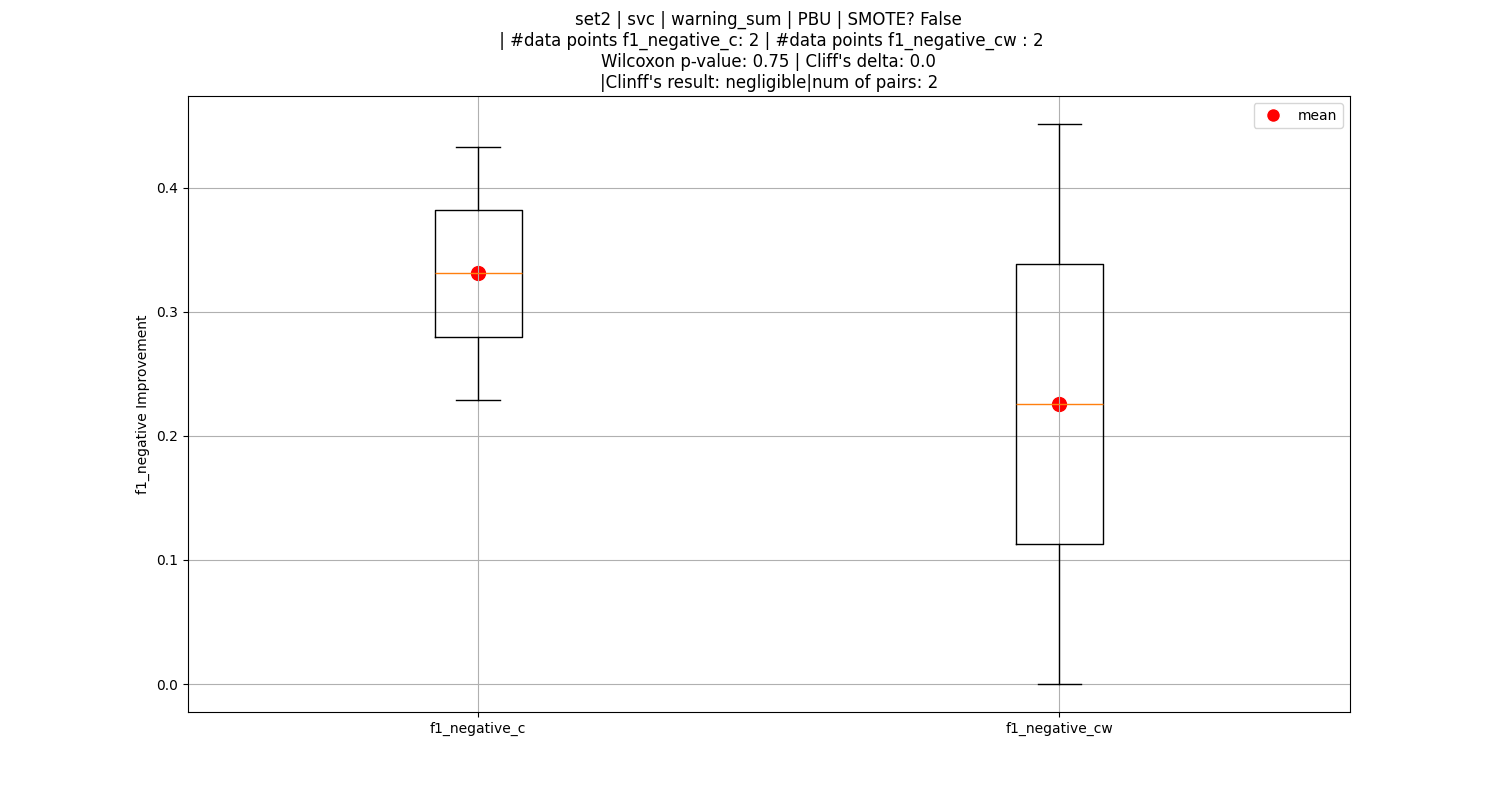 set2 | svc | warning_sum | PBU | SMOTE? False
| #data points f1_negative_c: 2 | #data points f1_negative_cw : 2
Wilcoxon p-value: 0.75 | Cliff's delta: 0.0
|Clinff's result: negligible|num of pairs: 2
mean
0.4
0.3
0.2
0.1
0.0
f1_negative Improvement
f1_negative_c
f1_negative_cw